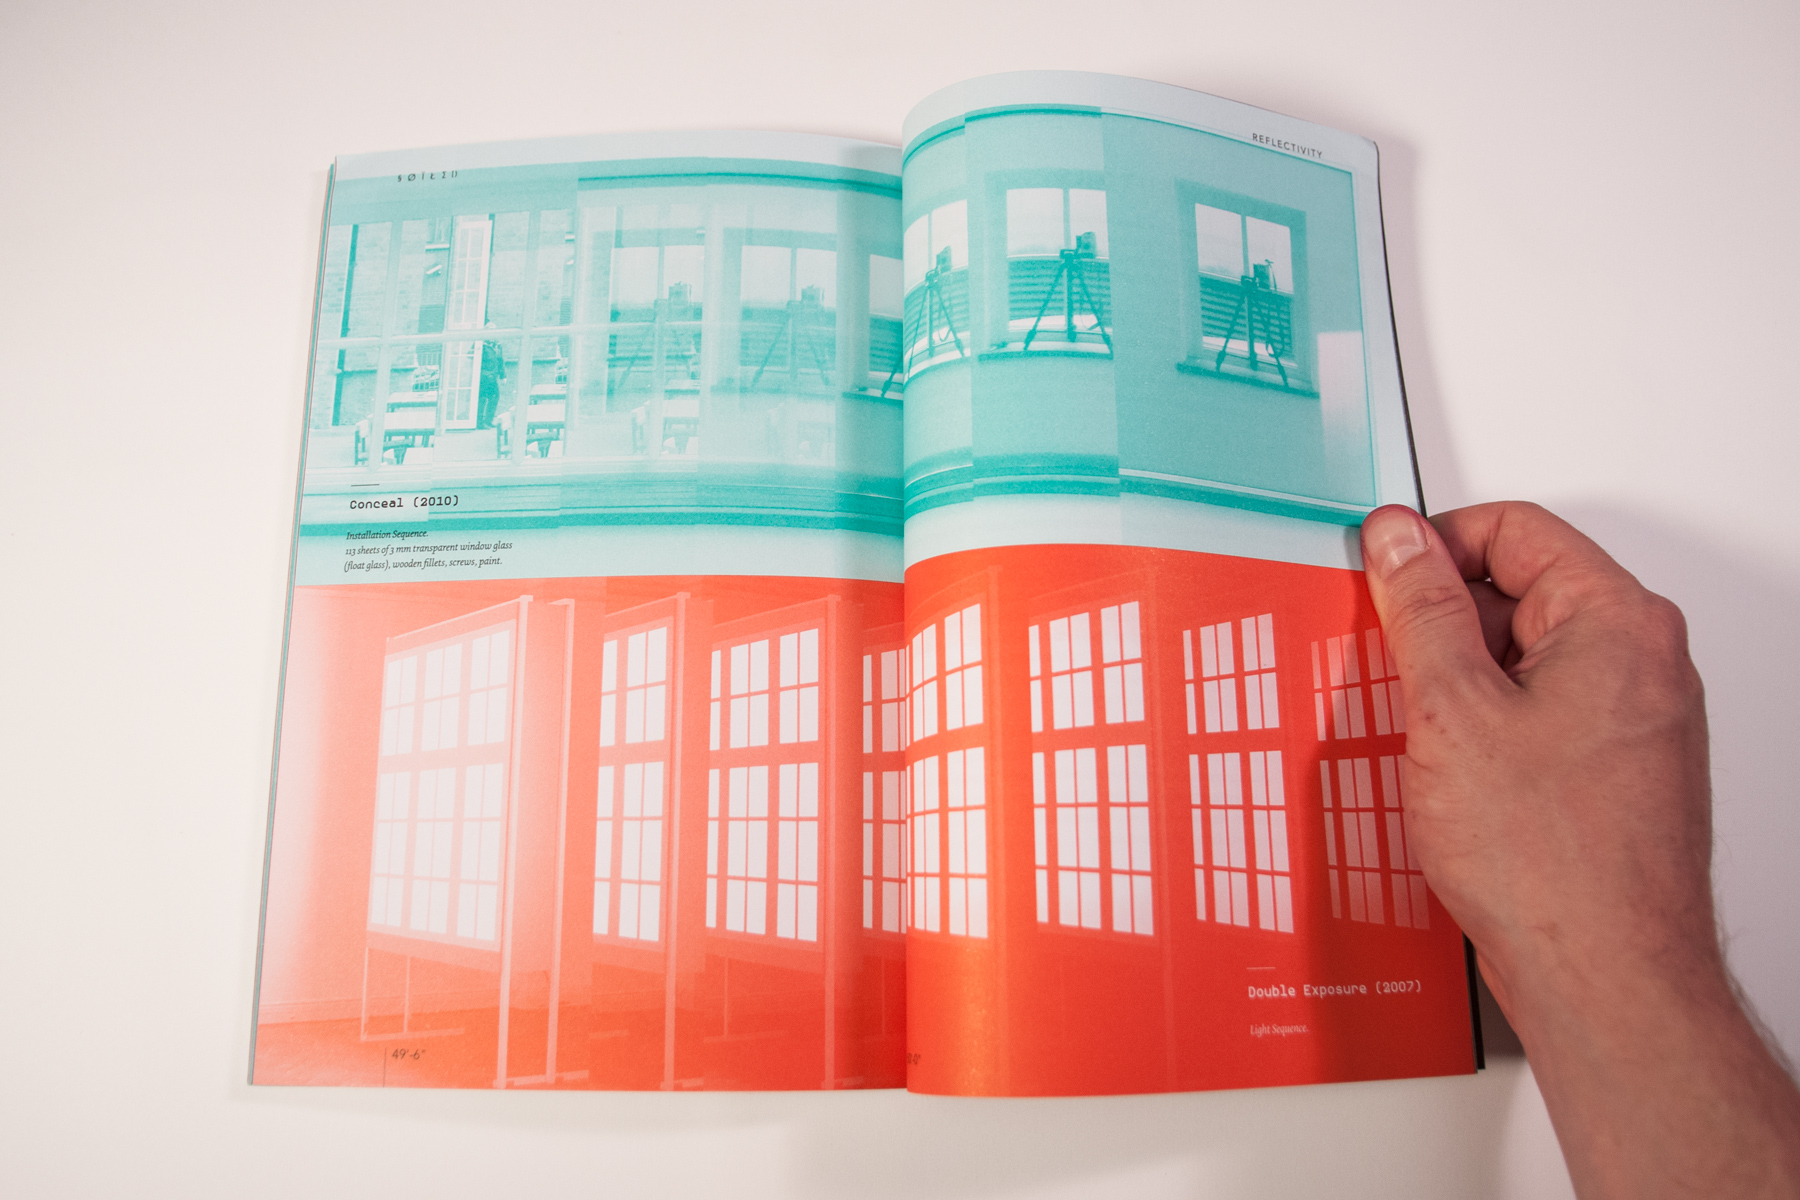 REFLECTIVITY
Conceal (2010)
Installation Sequence.
113 sheets of 3 mm transparent window glass
(float glass), wooden fillets, screws, paint.
Double Exposure (2007)
Light Sequence.
49'-6"